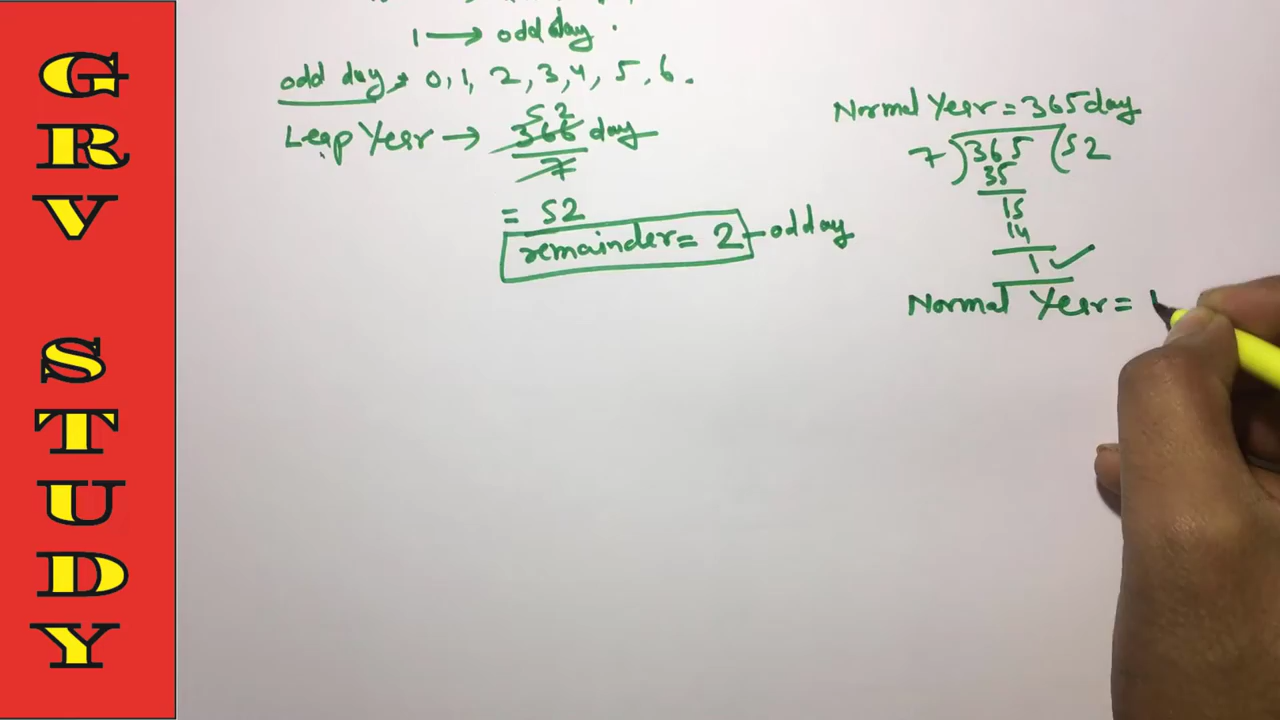 GRV STUDY
1 → odd day .
odd day → 0, 1, 2, 3, 4, 5, 6.
Leap Year → 366 day
52
7
= 52
remainder = 2 - odd day
Normal Year = 365 day
7 ) 365 ( 52
35
15
14
1 ✓
Normal Year =